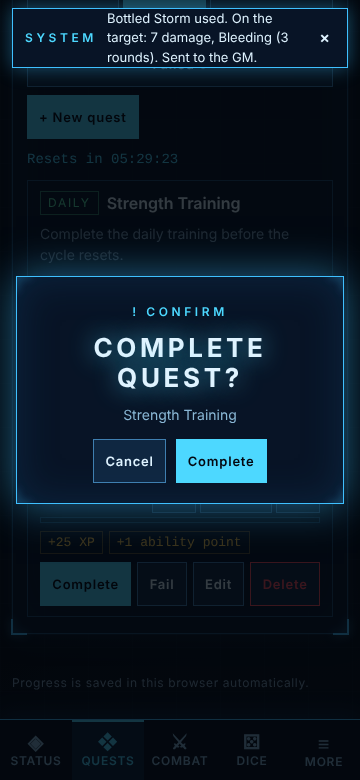 SYSTEM
Bottled Storm used. On the
target: 7 damage, Bleeding (3
rounds). Sent to the GM.
×
+ New quest
Resets in 05:29:23
DAILY Strength Training
Complete the daily training before the
cycle resets.
! CONFIRM
COMPLETE
QUEST?
Strength Training
Cancel Complete
+25 XP +1 ability point
Complete Fail Edit Delete
Progress is saved in this browser automatically.
STATUS QUESTS COMBAT DICE MORE